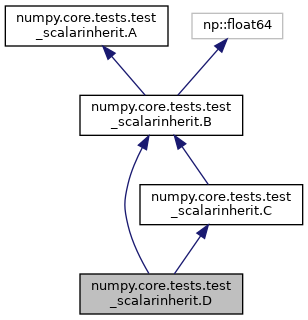 numpy.core.tests.test
_scalarinherit.A
np::float64
numpy.core.tests.test
_scalarinherit.B
numpy.core.tests.test
_scalarinherit.C
numpy.core.tests.test
_scalarinherit.D